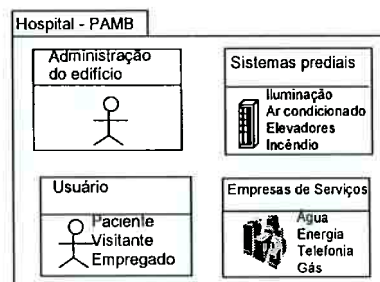 Hospital - PAMB
Administração
do edifício
Sistemas prediais
Iluminação
Ar condicionado
Elevadores
Incêndio
Usuário
Paciente
Visitante
Empregado
Empresas de Serviços
Água
Energia
Telefonia
Gás